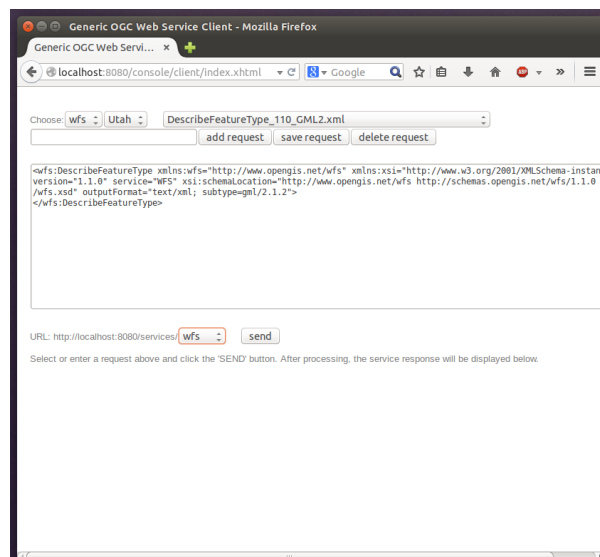 Generic OGC Web Service Client - Mozilla Firefox
Generic OGC Web Servi...
localhost:8080/console/client/index.xhtml Google
Choose: wfs Utah DescribeFeatureType_110_GML2.xml
add request save request delete request
<wfs:DescribeFeatureType xmlns:wfs="http://www.opengis.net/wfs" xmlns:xsi="http://www.w3.org/2001/XMLSchema-instan
version="1.1.0" service="WFS" xsi:schemaLocation="http://www.opengis.net/wfs http://schemas.opengis.net/wfs/1.1.0
/wfs.xsd" outputFormat="text/xml; subtype=gml/2.1.2">
</wfs:DescribeFeatureType>
URL: http://localhost:8080/services/ wfs send
Select or enter a request above and click the 'SEND' button. After processing, the service response will be displayed below.